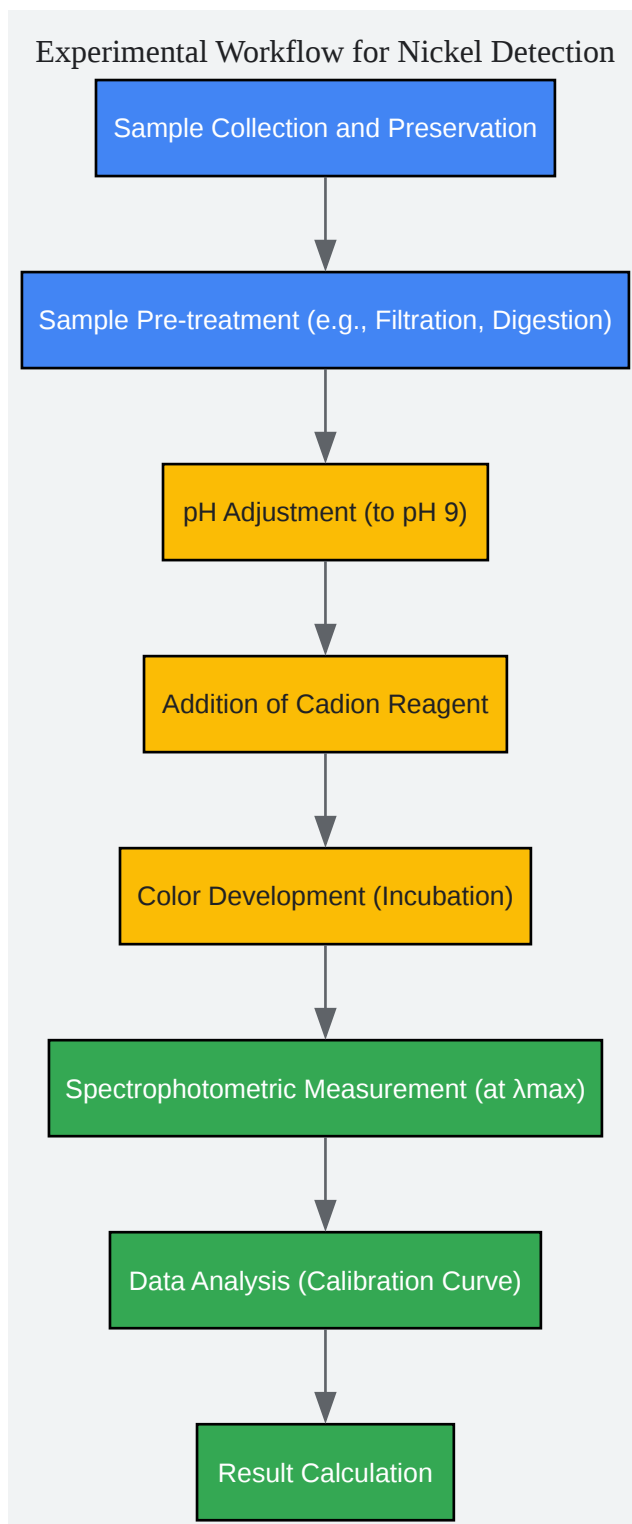 Experimental Workflow for Nickel Detection
Sample Collection and Preservation
Sample Pre-treatment (e.g., Filtration, Digestion)
pH Adjustment (to pH 9)
Addition of Cadion Reagent
Color Development (Incubation)
Spectrophotometric Measurement (at λmax)
Data Analysis (Calibration Curve)
Result Calculation